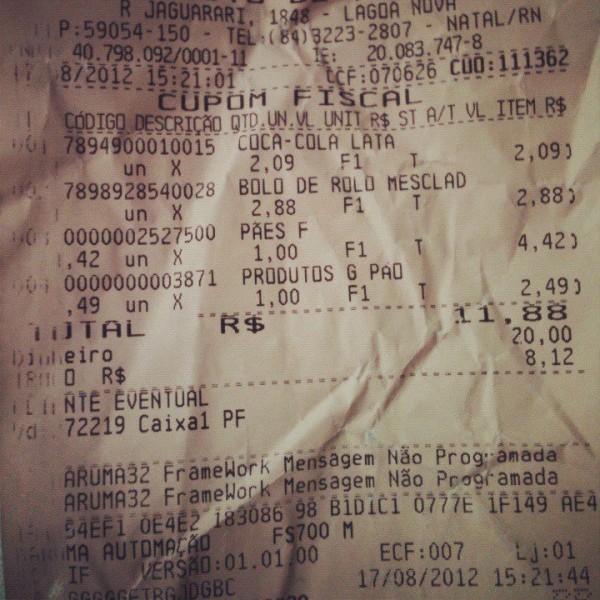 R JAGUARARI, 1848 - LAGOA NOVA
P:59054-150 - TEL:(84)3223-2807 - NATAL/RN
40.798.092/0001-11 IE: 20.083.747-8
8/2012 15:21:01 CCF:070626 COO:111362
CUPOM FISCAL
CÓDIGO DESCRIÇÃO QTD.UN.VL UNIT R$ ST A/T VL ITEM R$
7894900010015 COCA-COLA LATA
un X 2,09 F1 T 2,09)
7898928540028 BOLO DE ROLO MESCLAD
un X 2,88 F1 T 2,88)
0000002527500 PÃES F
,42 un X 1,00 F1 T 4,42)
0000000003871 PRODUTOS G PAO
,49 un X 1,00 F1 T 2,49)
TOTAL R$ 11,88
Dinheiro 20,00
O R$ 8,12
NTE EVENTUAL
72219 Caixa1 PF
ARUMA32 FrameWork Mensagem Não Programada
ARUMA32 FrameWork Mensagem Não Programada
54EF1 0E4E2 183086 98 B1D1C1 0777E 1F149 AE4
MA AUTOMAÇÃO FS700 M
IF VERSÃO:01.01.00 ECF:007 Lj:01
17/08/2012 15:21:44